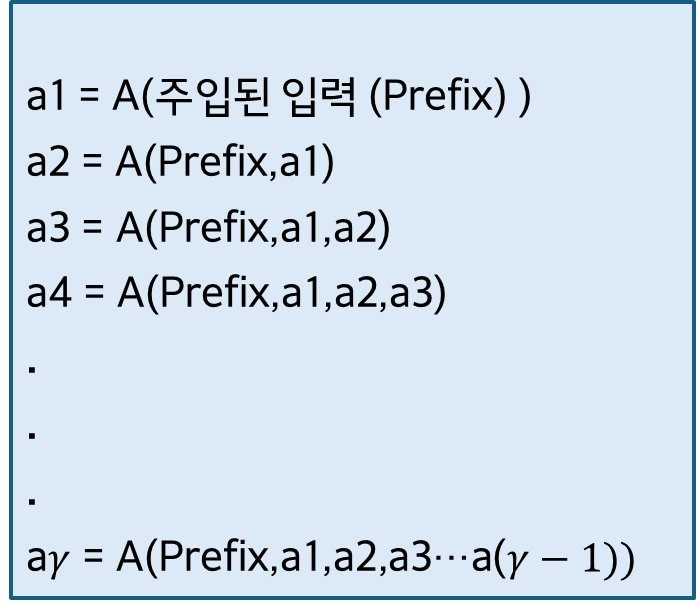 a1 = A(주입된 입력 (Prefix) )
a2 = A(Prefix,a1)
a3 = A(Prefix,a1,a2)
a4 = A(Prefix,a1,a2,a3)
.
.
.
a𝛾 = A(Prefix,a1,a2,a3⋯a(𝛾 − 1))